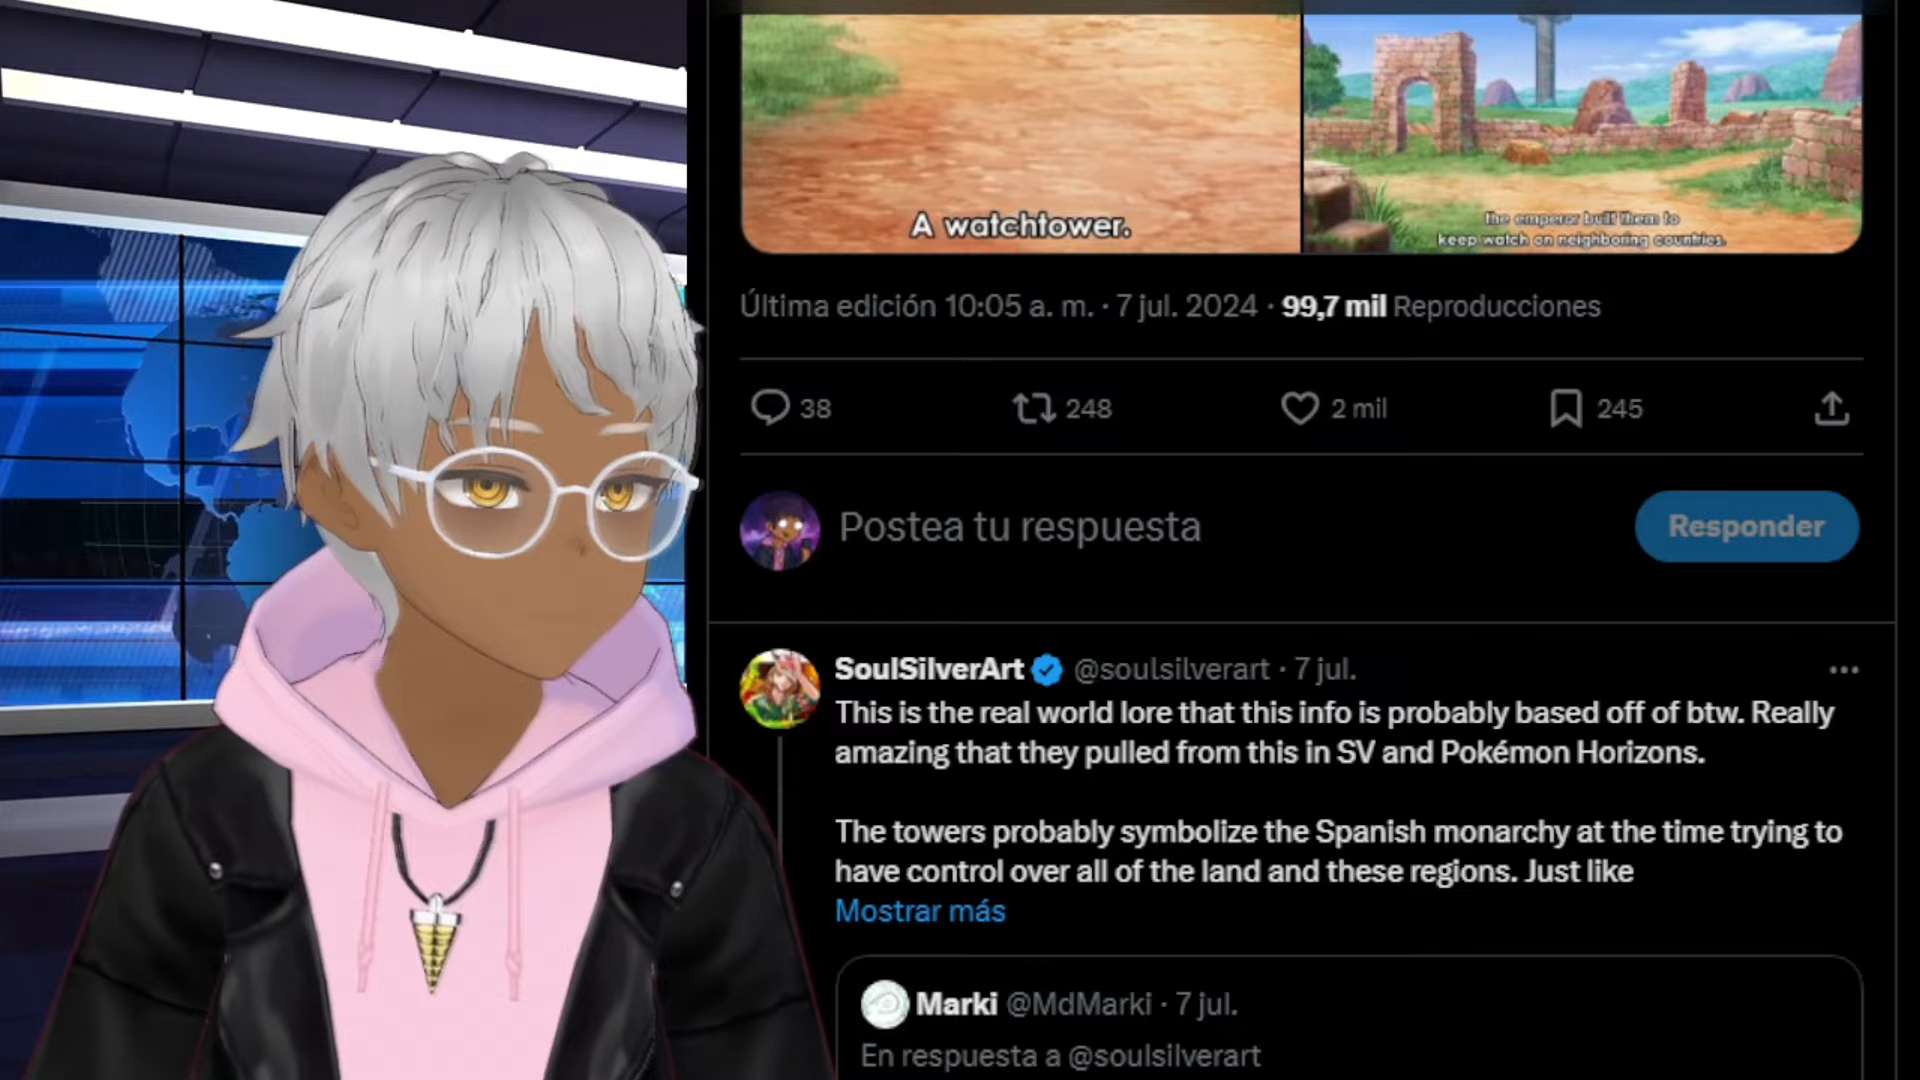 A watchtower.
the emperor built them to
keep watch on neighboring countries.
Última edición 10:05 a. m. · 7 jul. 2024 · 99,7 mil Reproducciones
38 248 2 mil 245
Postea tu respuesta
Responder
SoulSilverArt @soulsilverart · 7 jul.
This is the real world lore that this info is probably based off of btw. Really
amazing that they pulled from this in SV and Pokémon Horizons.
The towers probably symbolize the Spanish monarchy at the time trying to
have control over all of the land and these regions. Just like
Mostrar más
Marki @MdMarki · 7 jul.
En respuesta a @soulsilverart